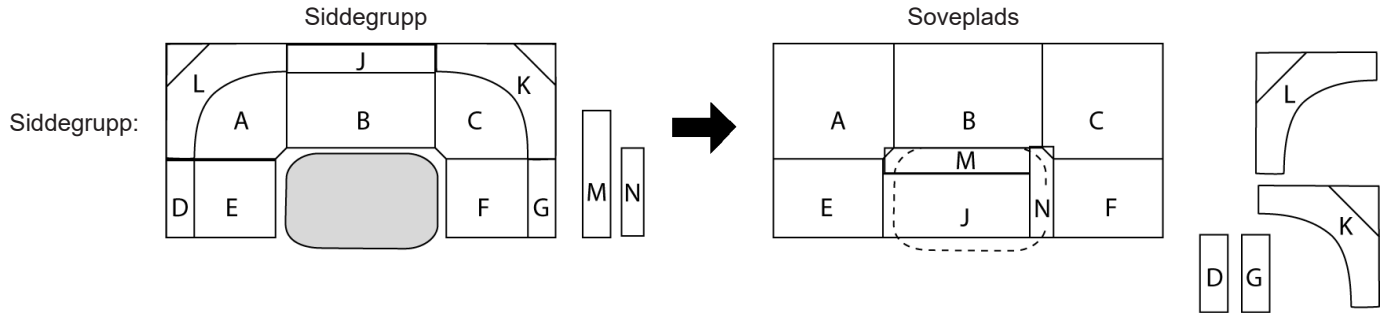 Siddegrupp Soveplads
Siddegrupp:
L J K
A B C
D E F G
M N
A B C
M
E J N F
L
K
D G